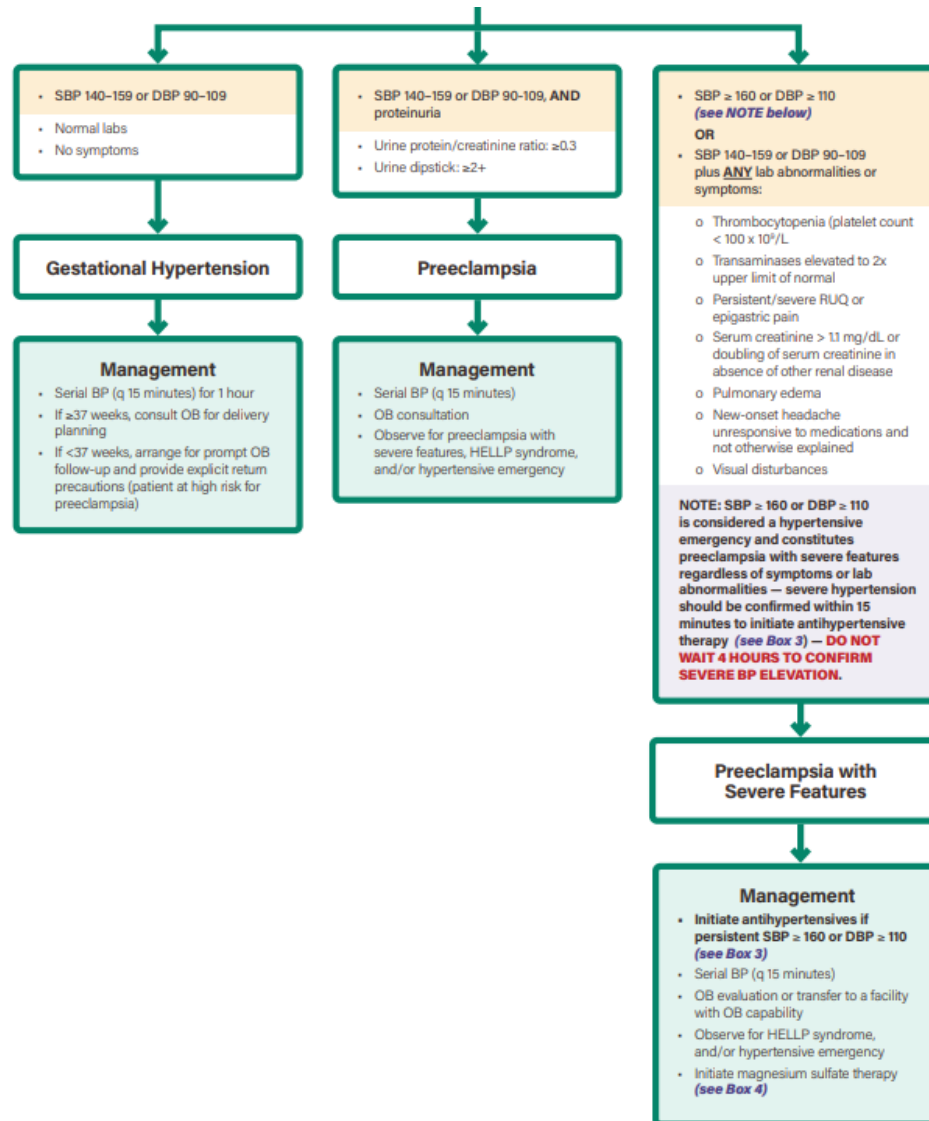 • SBP 140–159 or DBP 90–109
• Normal labs
• No symptoms
Gestational Hypertension
Management
• Serial BP (q 15 minutes) for 1 hour
• If ≥37 weeks, consult OB for delivery
planning
• If <37 weeks, arrange for prompt OB
follow-up and provide explicit return
precautions (patient at high risk for
preeclampsia)
• SBP 140–159 or DBP 90-109, AND
proteinuria
• Urine protein/creatinine ratio: ≥0.3
• Urine dipstick: ≥2+
Preeclampsia
Management
• Serial BP (q 15 minutes)
• OB consultation
• Observe for preeclampsia with
severe features, HELLP syndrome,
and/or hypertensive emergency
• SBP ≥ 160 or DBP ≥ 110
(see NOTE below)
OR
• SBP 140–159 or DBP 90–109
plus ANY lab abnormalities or
symptoms:
o Thrombocytopenia (platelet count
< 100 x 10⁹/L
o Transaminases elevated to 2x
upper limit of normal
o Persistent/severe RUQ or
epigastric pain
o Serum creatinine > 1.1 mg/dL or
doubling of serum creatinine in
absence of other renal disease
o Pulmonary edema
o New-onset headache
unresponsive to medications and
not otherwise explained
o Visual disturbances
NOTE: SBP ≥ 160 or DBP ≥ 110
is considered a hypertensive
emergency and constitutes
preeclampsia with severe features
regardless of symptoms or lab
abnormalities — severe hypertension
should be confirmed within 15
minutes to initiate antihypertensive
therapy (see Box 3) — DO NOT
WAIT 4 HOURS TO CONFIRM
SEVERE BP ELEVATION.
Preeclampsia with
Severe Features
Management
• Initiate antihypertensives if
persistent SBP ≥ 160 or DBP ≥ 110
(see Box 3)
• Serial BP (q 15 minutes)
• OB evaluation or transfer to a facility
with OB capability
• Observe for HELLP syndrome,
and/or hypertensive emergency
• Initiate magnesium sulfate therapy
(see Box 4)